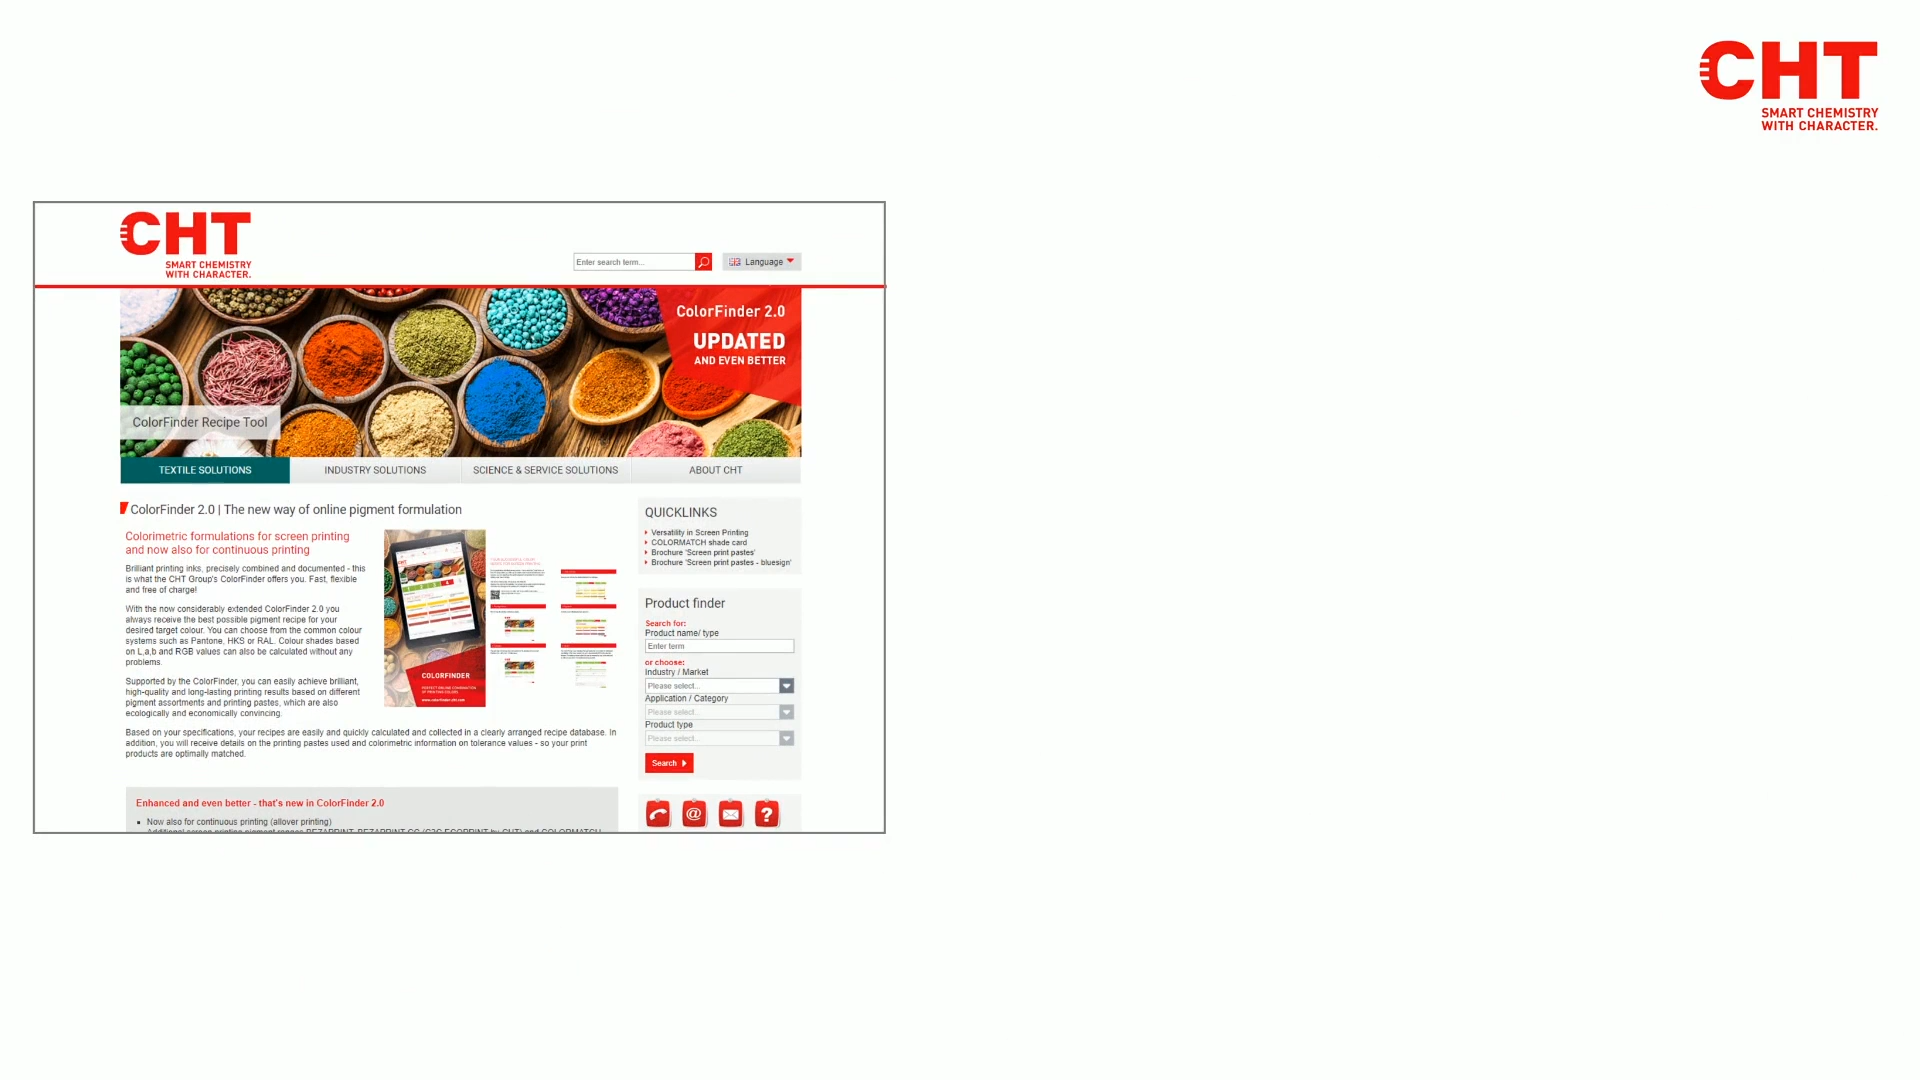 CHT
SMART CHEMISTRY
WITH CHARACTER.
CHT
SMART CHEMISTRY
WITH CHARACTER.
Enter search term...
Language
ColorFinder 2.0
UPDATED
AND EVEN BETTER
ColorFinder Recipe Tool
TEXTILE SOLUTIONS
INDUSTRY SOLUTIONS
SCIENCE & SERVICE SOLUTIONS
ABOUT CHT
ColorFinder 2.0 | The new way of online pigment formulation
Colorimetric formulations for screen printing
and now also for continuous printing
Brilliant printing inks, precisely combined and documented - this
is what the CHT Group's ColorFinder offers you. Fast, flexible
and free of charge!
With the now considerably extended ColorFinder 2.0 you
always receive the best possible pigment recipe for your
desired target colour. You can choose from the common colour
systems such as Pantone, HKS or RAL. Colour shades based
on L,a,b and RGB values can also be calculated without any
problems.
Supported by the ColorFinder, you can easily achieve brilliant,
high-quality and long-lasting printing results based on different
pigment assortments and printing pastes, which are also
ecologically and economically convincing.
COLORFINDER
PERFECT ONLINE COMBINATION
OF PRINTING COLORS
www.colorfinder.cht.com
Based on your specifications, your recipes are easily and quickly calculated and collected in a clearly arranged recipe database. In
addition, you will receive details on the printing pastes used and colorimetric information on tolerance values - so your print
products are optimally matched.
Enhanced and even better - that's new in ColorFinder 2.0
Now also for continuous printing (allover printing)
QUICKLINKS
Versatility in Screen Printing
COLORMATCH shade card
Brochure 'Screen print pastes'
Brochure 'Screen print pastes - bluesign'
Product finder
Search for:
Product name/ type
Enter term
or choose:
Industry / Market
Please select...
Application / Category
Please select...
Product type
Please select...
Search